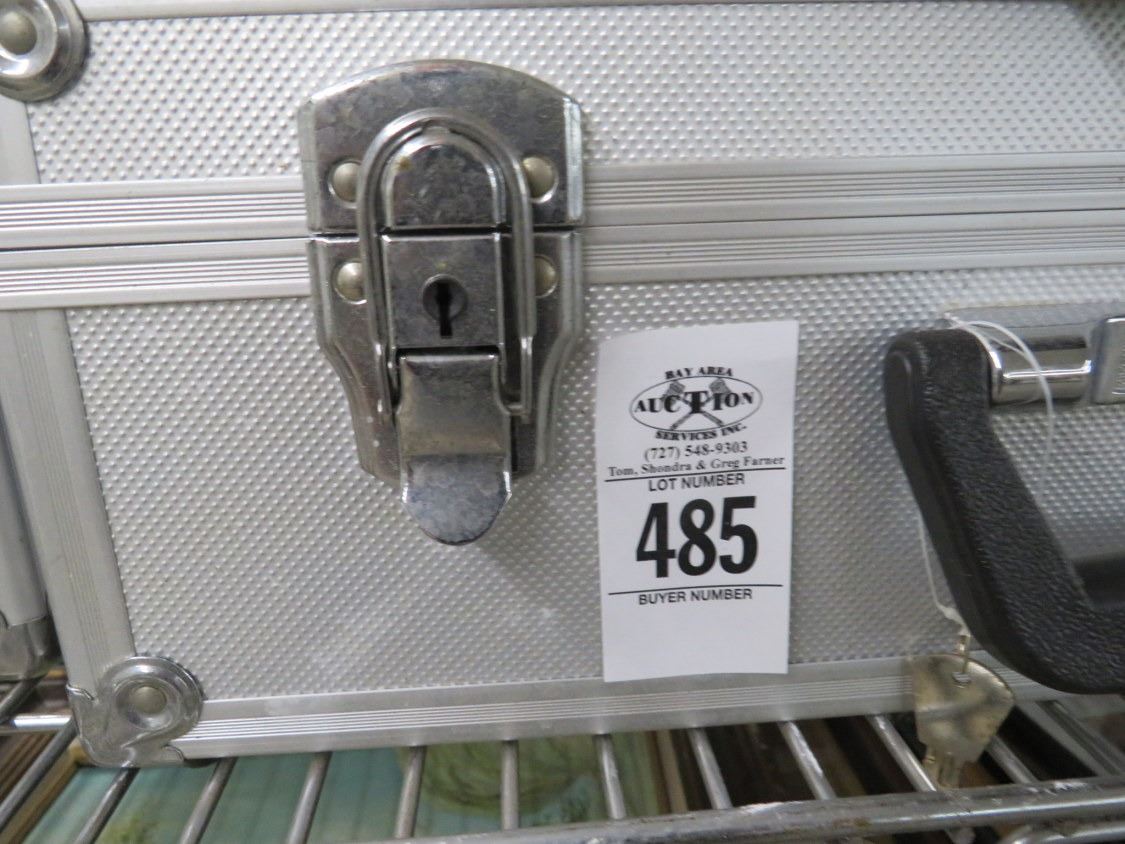 BAY AREA
AUCTION
SERVICES INC.
(727) 548-9303
Tom, Shondra & Greg Farner
LOT NUMBER
485
BUYER NUMBER